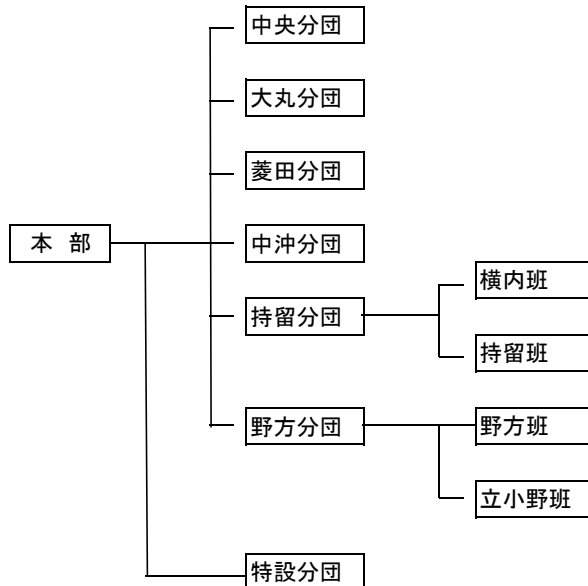 中央分団
大丸分団
菱田分団
本 部
中沖分団
横内班
持留分団
持留班
野方分団
野方班
立小野班
特設分団